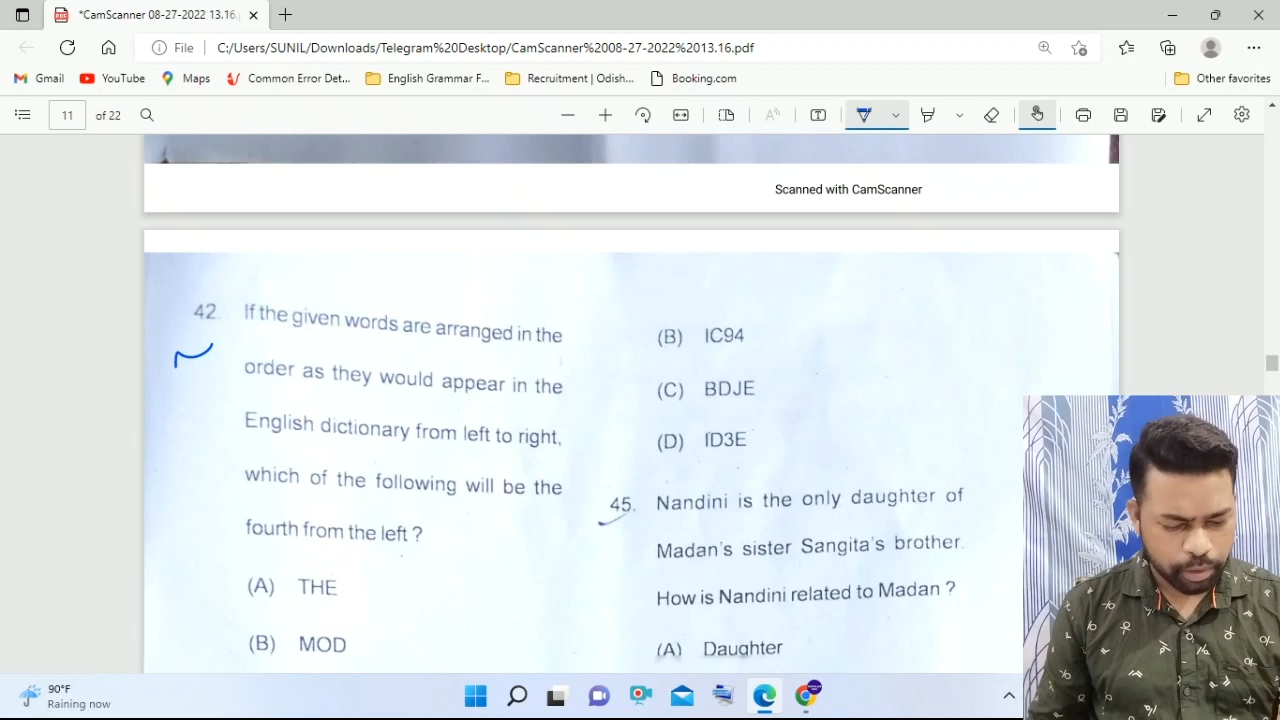 *CamScanner 08-27-2022 13.16.
File
C:/Users/SUNIL/Downloads/Telegram%20Desktop/CamScanner%2008-27-2022%2013.16.pdf
Gmail
YouTube
Maps
Common Error Det...
English Grammar F...
Recruitment | Odish...
Booking.com
Other favorites
11 of 22
Scanned with CamScanner
42. If the given words are arranged in the
order as they would appear in the
English dictionary from left to right,
which of the following will be the
fourth from the left ?
(A) THE
(B) MOD
(B) IC94
(C) BDJE
(D) ID3E
45. Nandini is the only daughter of
Madan's sister Sangita's brother.
How is Nandini related to Madan ?
(A) Daughter
90°F
Raining now